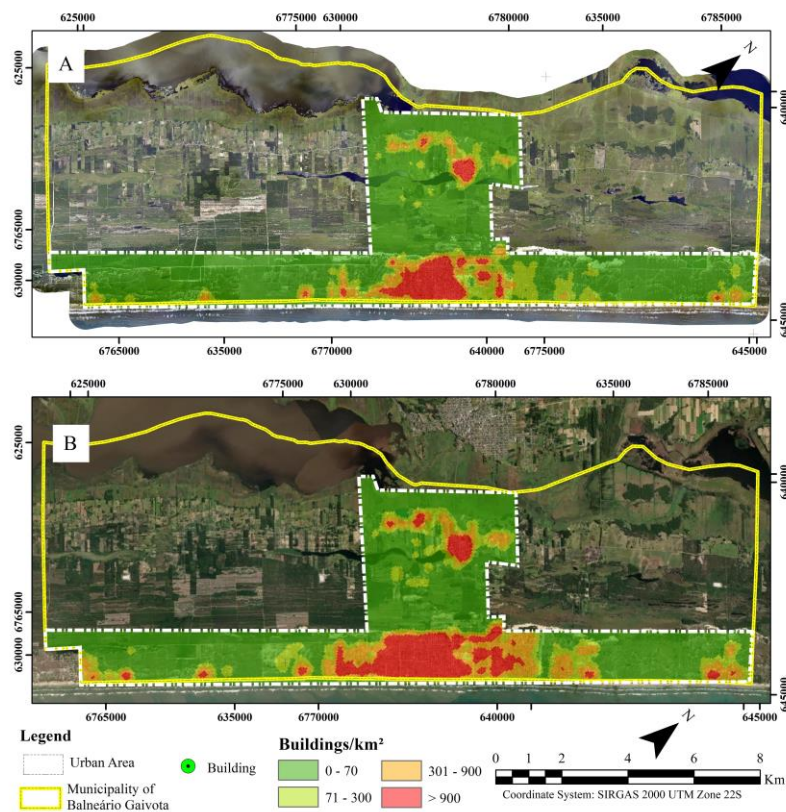 625000 6775000 630000 6780000 635000 6785000
A
N
625000
640000
6765000
630000
645000
6765000 635000 6770000 640000 6775000 645000
625000 6775000 630000 6780000 635000 6785000
B
625000
640000
6765000
630000
645000
6765000 635000 6770000 640000 645000
N
Legend
Urban Area
Municipality of
Balneário Gaivota
Building
Buildings/km²
0 - 70
71 - 300
301 - 900
> 900
0 1 2 4 6 8
Km
Coordinate System: SIRGAS 2000 UTM Zone 22S